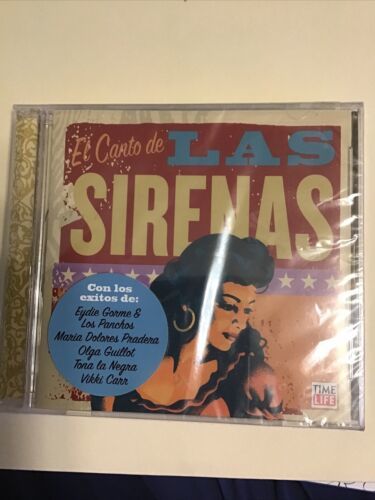 El Canto de
LAS
SIRENAS
Con los
exitos de:
Eydie Gorme &
Los Panchos
Maria Dolores Pradera
Olga Guillot
Tona la Negra
Vikki Carr
TIME
LIFE